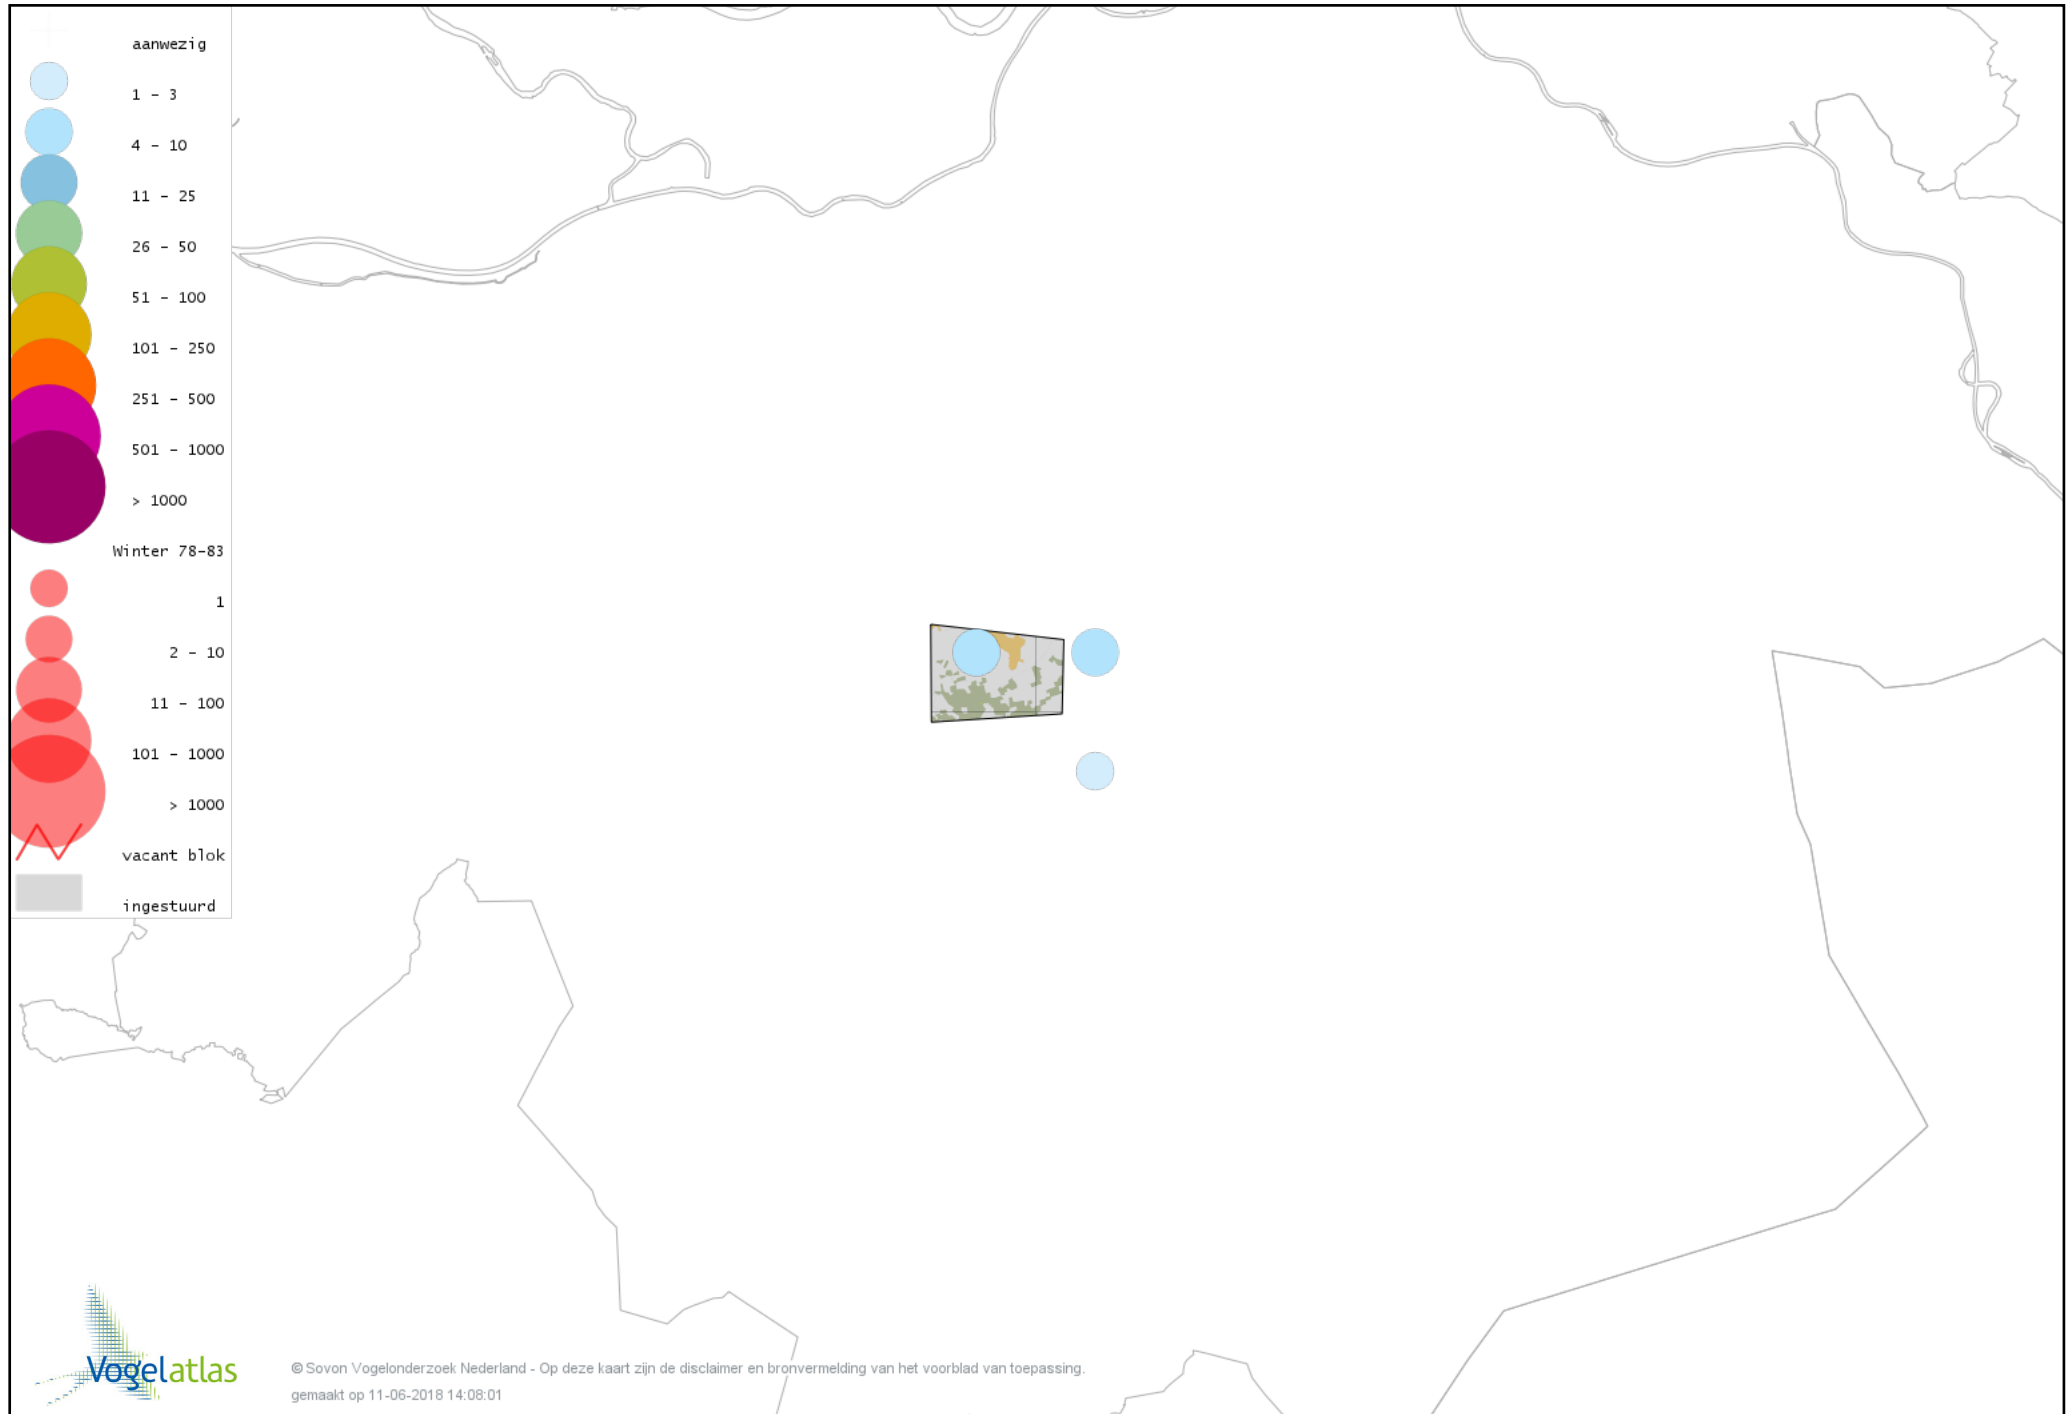 aanwezig
1 - 3
4 - 10
11 - 25
26 - 50
51 - 100
101 - 250
251 - 500
501 - 1000
> 1000
Winter 78-83
1
2 - 10
11 - 100
101 - 1000
> 1000
vacant blok
ingestuurd
Vogelatlas
© Sovon Vogelonderzoek Nederland - Op deze kaart zijn de disclaimer en bronvermelding van het voorblad van toepassing.
gemaakt op 11-06-2018 14:08:01